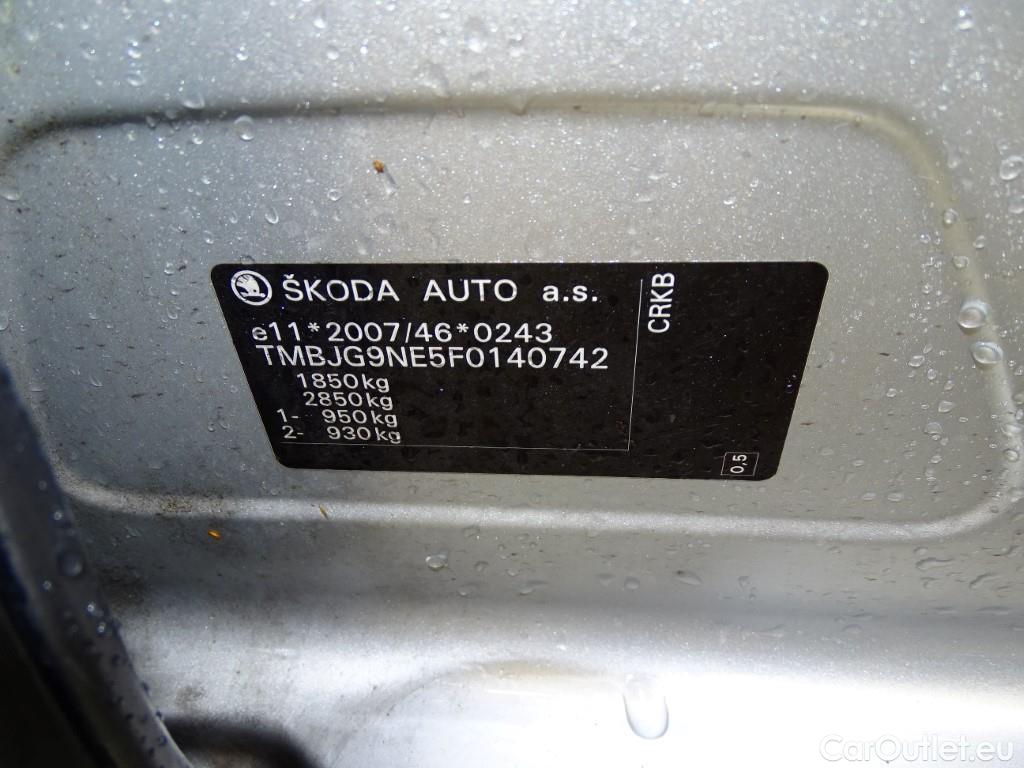 ŠKODA AUTO a.s.
e11*2007/46*0243
TMBJG9NE5F0140742
1850kg
2850kg
1- 950kg
2- 930kg
CRKB
0,5
CarOutlet.eu